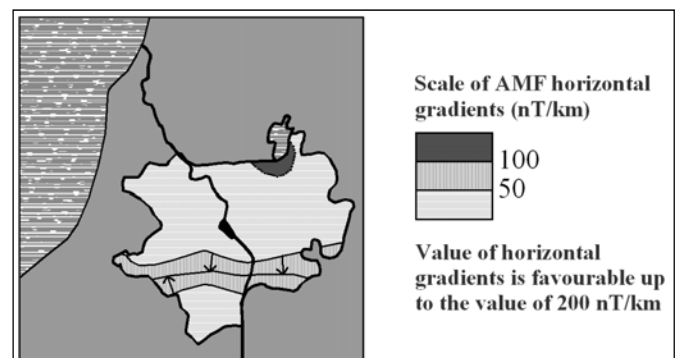 Scale of AMF horizontal
gradients (nT/km)
100
50
Value of horizontal
gradients is favourable up
to the value of 200 nT/km